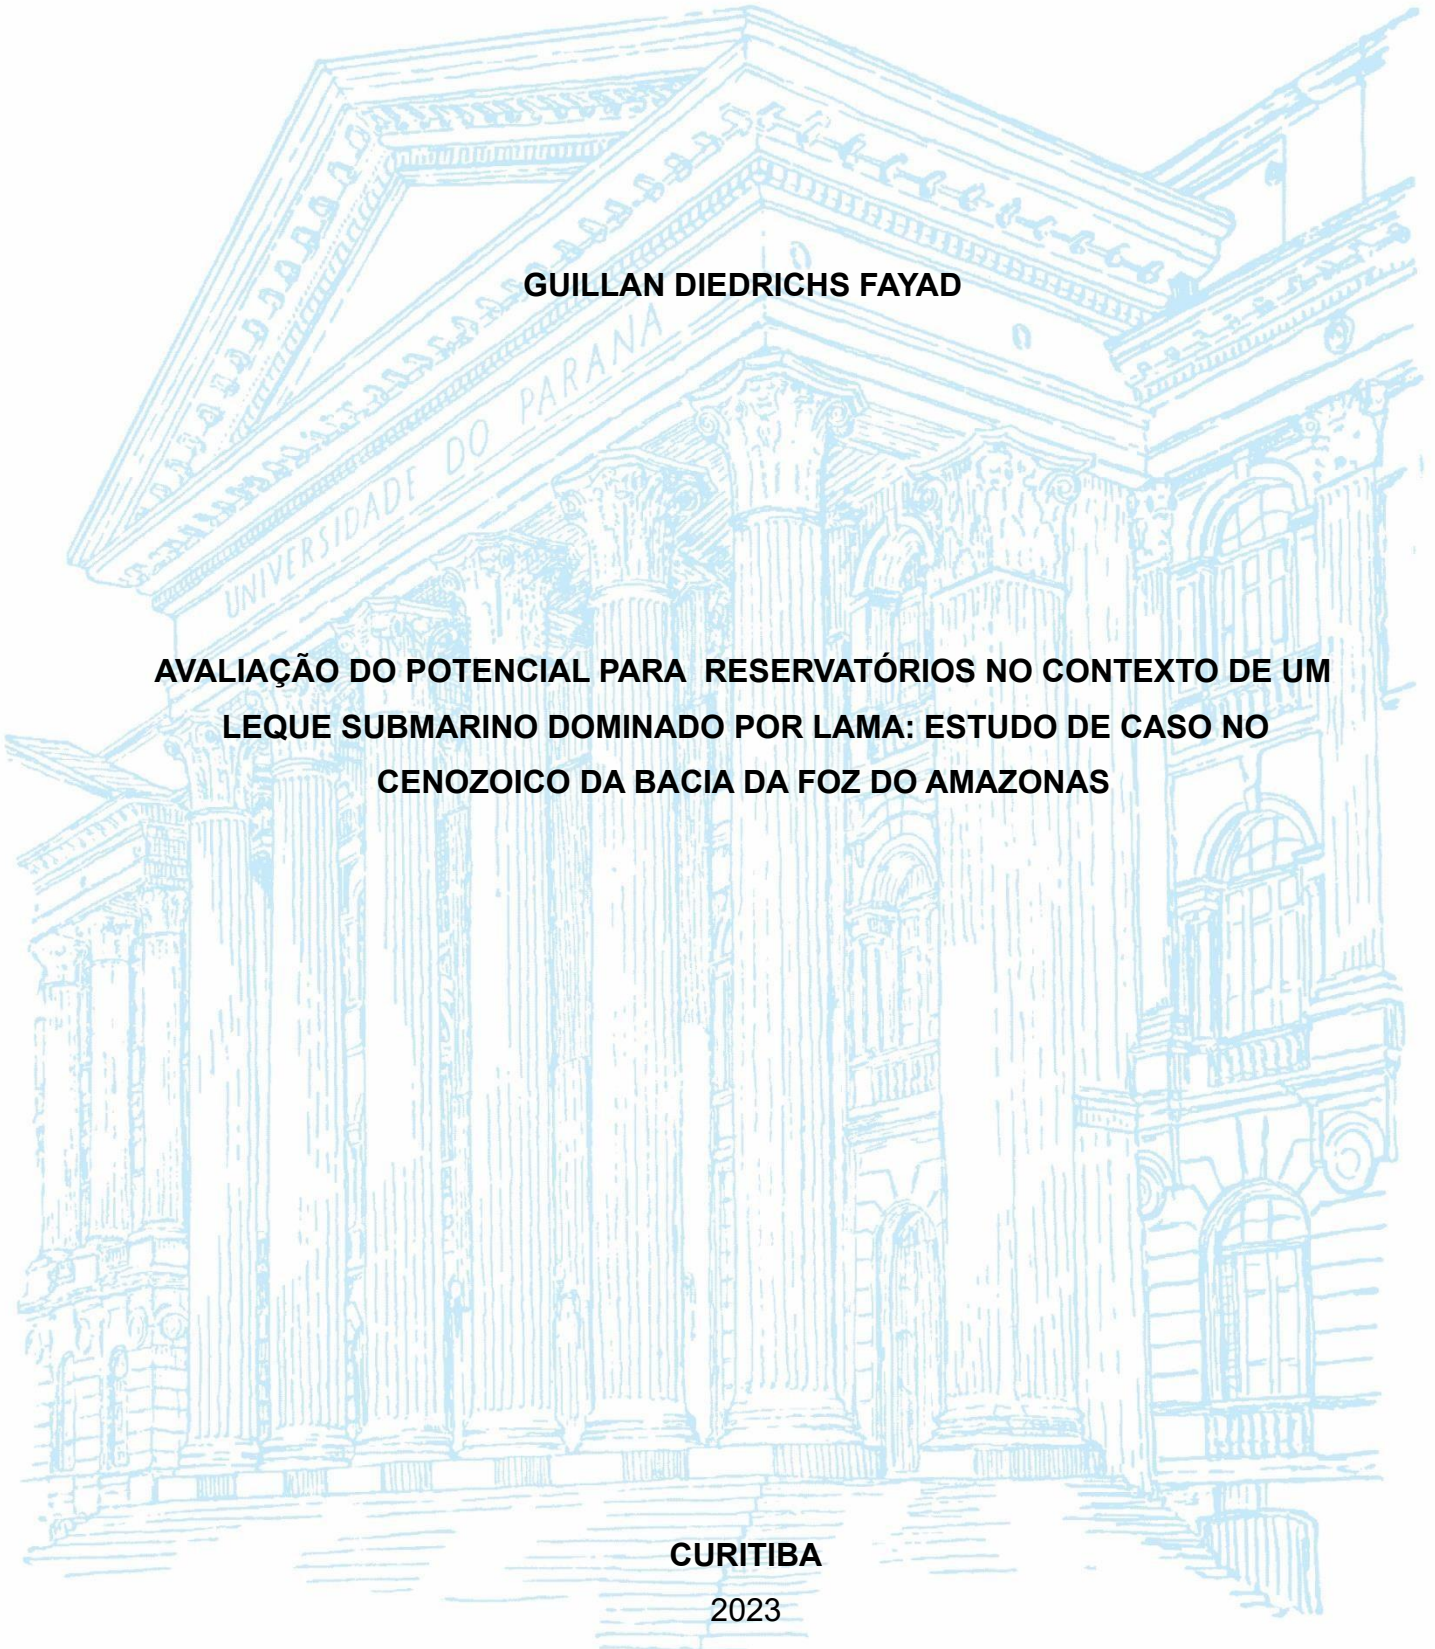 GUILLAN DIEDRICHS FAYAD
UNIVERSIDADE DO PARANÁ
AVALIAÇÃO DO POTENCIAL PARA RESERVATÓRIOS NO CONTEXTO DE UM
LEQUE SUBMARINO DOMINADO POR LAMA: ESTUDO DE CASO NO
CENOZOICO DA BACIA DA FOZ DO AMAZONAS
CURITIBA
2023